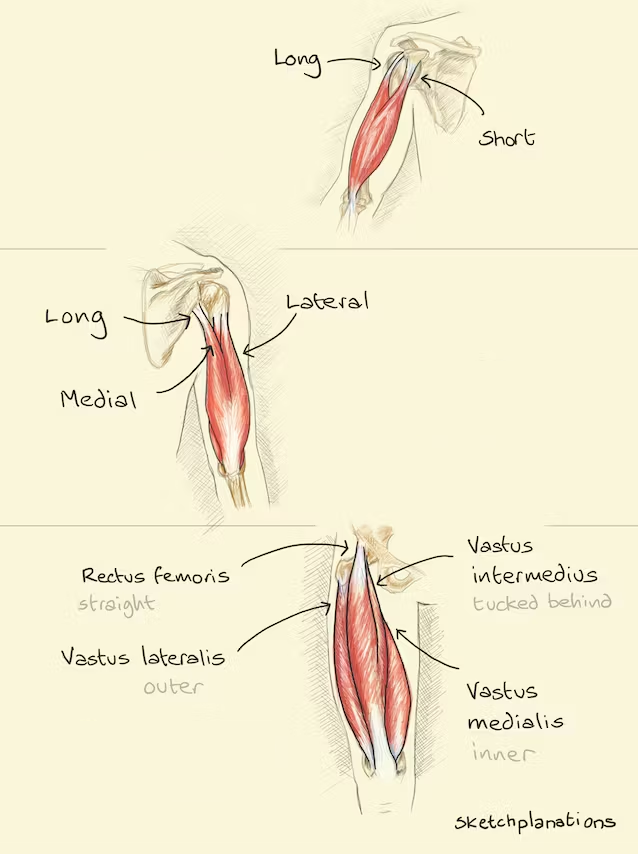 Long
Short
Long
Lateral
Medial
Rectus femoris
straight
Vastus
intermedius
tucked behind
Vastus lateralis
outer
Vastus
medialis
inner
sketchplanations